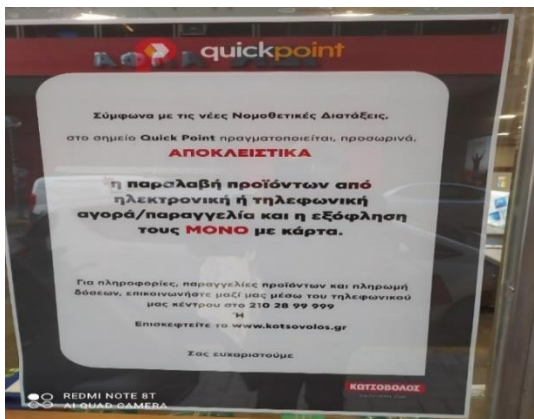 quickpoint
Σύμφωνα με τις νέες Νομοθετικές Διατάξεις,
στο σημείο Quick Point πραγματοποιείται, προσωρινά,
ΑΠΟΚΛΕΙΣΤΙΚΑ
η παραλαβή προϊόντων από
ηλεκτρονική ή τηλεφωνική
αγορά/παραγγελία και η εξόφληση
τους ΜΟΝΟ με κάρτα.
Για πληροφορίες, παραγγελίες προϊόντων και πληρωμή
δόσεων, επικοινωνήστε μαζί μας μέσω του τηλεφωνικού
μας κέντρου στο 210 28 99 999
Ή
Επισκεφτείτε το www.kotsovolos.gr
Σας ευχαριστούμε
ΚΩΤΣΟΒΟΛΟΣ
REDMI NOTE 8T
AI QUAD CAMERA